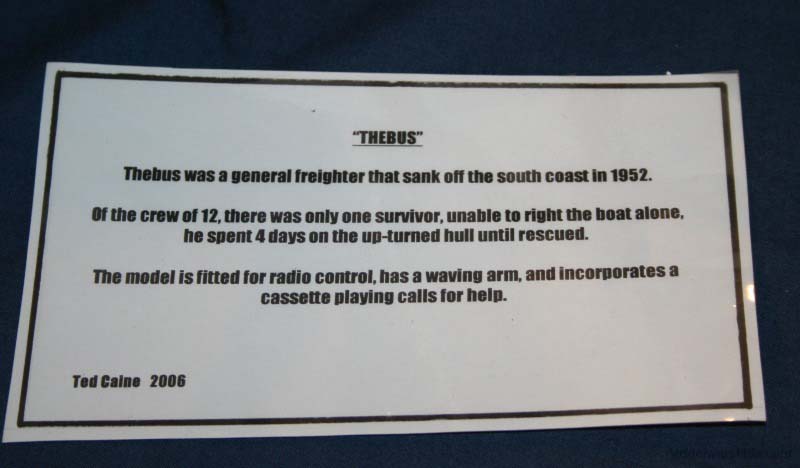 "THEBUS"
Thebus was a general freighter that sank off the south coast in 1952.
Of the crew of 12, there was only one survivor, unable to right the boat alone,
he spent 4 days on the up-turned hull until rescued.
The model is fitted for radio control, has a waving arm, and incorporates a
cassette playing calls for help.
Ted Caine 2006